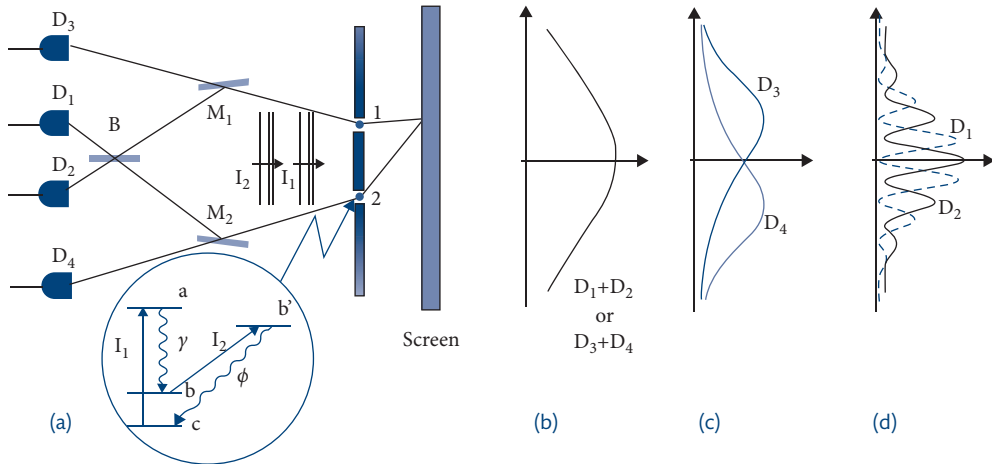 D3
D1
B
D2
D4
M1
M2
I2 I1
1
2
Screen
a
b'
I1
γ
I2
b
ϕ
c
(a)
D1+D2
or
D3+D4
(b)
D3
D4
(c)
D1
D2
(d)